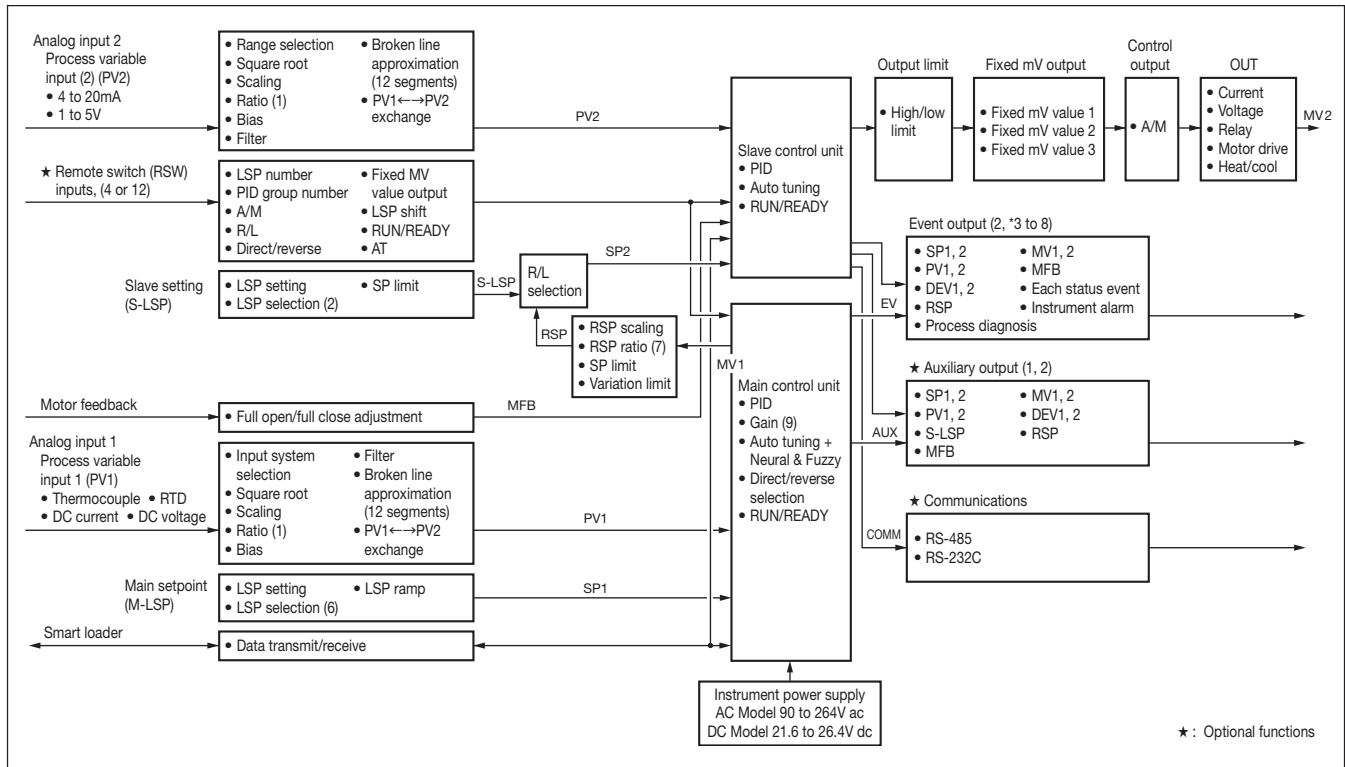 Analog input 2
Process variable
input (2) (PV2)
• 4 to 20mA
• 1 to 5V
• Range selection
• Square root
• Scaling
• Ratio (1)
• Bias
• Filter
• Broken line
approximation
(12 segments)
• PV1←→PV2
exchange
PV2
★ Remote switch (RSW)
inputs, (4 or 12)
• LSP number
• PID group number
• A/M
• R/L
• Direct/reverse
• Fixed MV
value output
• LSP shift
• RUN/READY
• AT
Slave setting
(S-LSP)
• LSP setting
• LSP selection (2)
• SP limit
S-LSP
R/L
selection
SP2
RSP
• RSP scaling
• RSP ratio (7)
• SP limit
• Variation limit
MV1
Motor feedback
• Full open/full close adjustment
MFB
Analog input 1
Process variable
input 1 (PV1)
• Thermocouple • RTD
• DC current • DC voltage
• Input system
selection
• Square root
• Scaling
• Ratio (1)
• Bias
• Filter
• Broken line
approximation
(12 segments)
• PV1←→PV2
exchange
PV1
Main setpoint
(M-LSP)
• LSP setting
• LSP selection (6)
• LSP ramp
SP1
Smart loader
• Data transmit/receive
Slave control unit
• PID
• Auto tuning
• RUN/READY
Main control unit
• PID
• Gain (9)
• Auto tuning +
Neural & Fuzzy
• Direct/reverse
selection
• RUN/READY
Instrument power supply
AC Model 90 to 264V ac
DC Model 21.6 to 26.4V dc
Output limit
• High/low
limit
Fixed mV output
• Fixed mV value 1
• Fixed mV value 2
• Fixed mV value 3
Control
output
• A/M
OUT
• Current
• Voltage
• Relay
• Motor drive
• Heat/cool
MV2
Event output (2, *3 to 8)
• SP1, 2
• PV1, 2
• DEV1, 2
• RSP
• Process diagnosis
• MV1, 2
• MFB
• Each status event
• Instrument alarm
EV
★ Auxiliary output (1, 2)
• SP1, 2
• PV1, 2
• S-LSP
• MFB
• MV1, 2
• DEV1, 2
• RSP
AUX
★ Communications
• RS-485
• RS-232C
COMM
★ : Optional functions